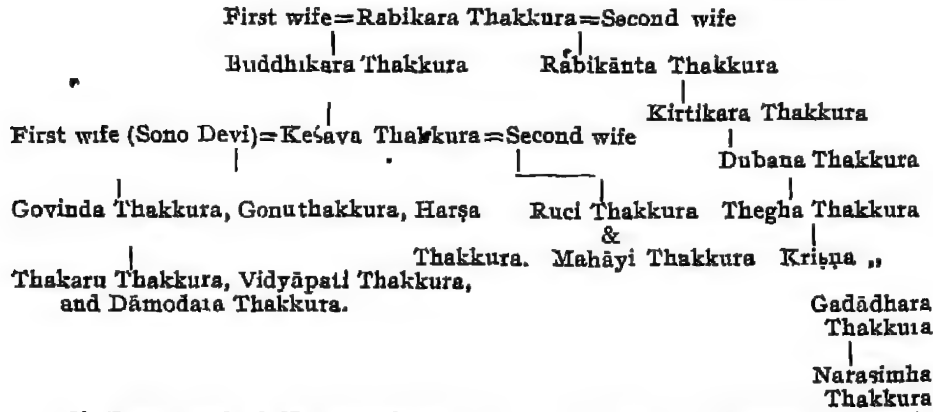 First wife=Rabikara Thakkura=Second wife
Buddhikara Thakkura Rabikānta Thakkura
Kirtikara Thakkura
First wife (Sono Devi)=Keśava Thakkura=Second wife
Dubana Thakkura
Govinda Thakkura, Gonuthakkura, Harṣa Ruci Thakkura Thegha Thakkura
&
Thakkura. Mahāyi Thakkura Kriṣṇa „
Thakaru Thakkura, Vidyāpati Thakkura,
and Dāmodara Thakkura.
Gadādhara
Thakkura
Narasimha
Thakkura